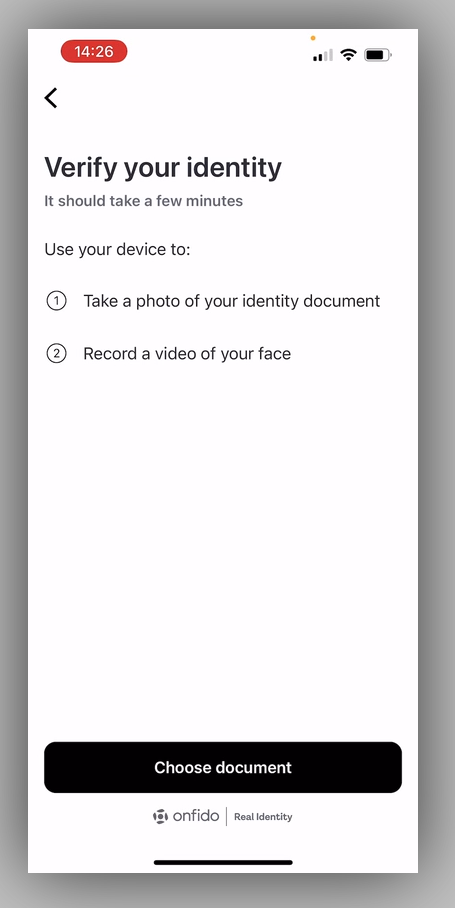 14:26
Verify your identity
It should take a few minutes
Use your device to:
1 Take a photo of your identity document
2 Record a video of your face
Choose document
onfido | Real Identity